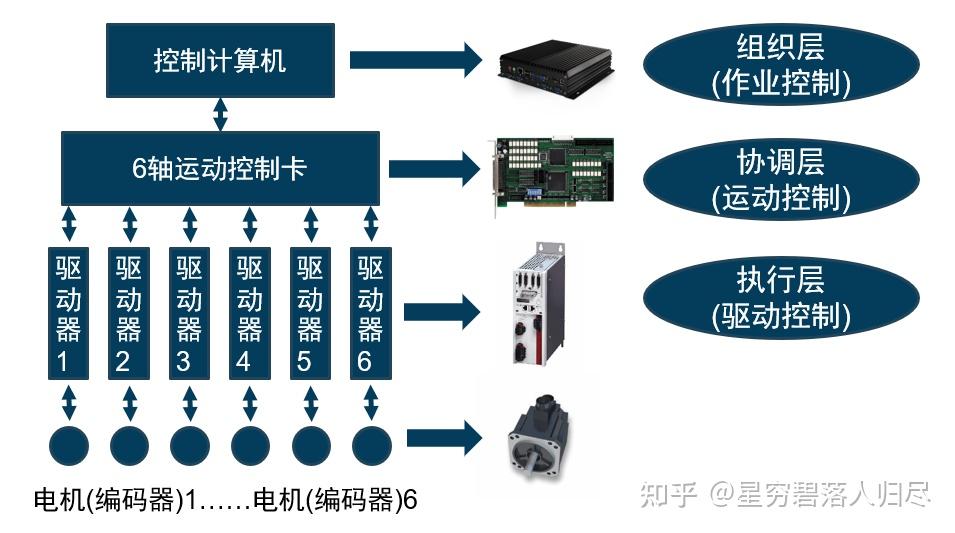 控制计算机
组织层
(作业控制)
6轴运动控制卡
协调层
(运动控制)
驱动器1
驱动器2
驱动器3
驱动器4
驱动器5
驱动器6
执行层
(驱动控制)
电机(编码器)1……电机(编码器)6
知乎 @星穷碧落人归尽